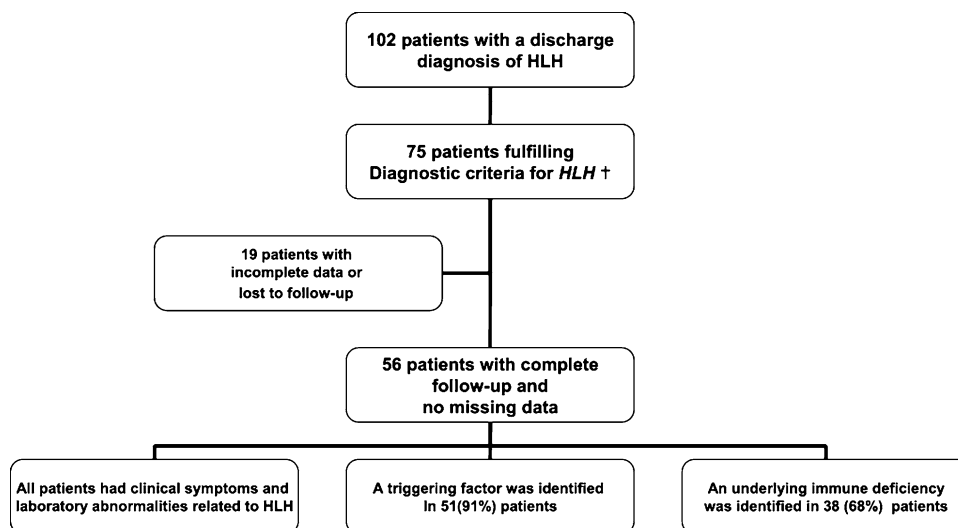 102 patients with a discharge
diagnosis of HLH
75 patients fulfilling
Diagnostic criteria for HLH †
19 patients with
incomplete data or
lost to follow-up
56 patients with complete
follow-up and
no missing data
All patients had clinical symptoms and
laboratory abnormalities related to HLH
A triggering factor was identified
In 51(91%) patients
An underlying immune deficiency
was identified in 38 (68%) patients